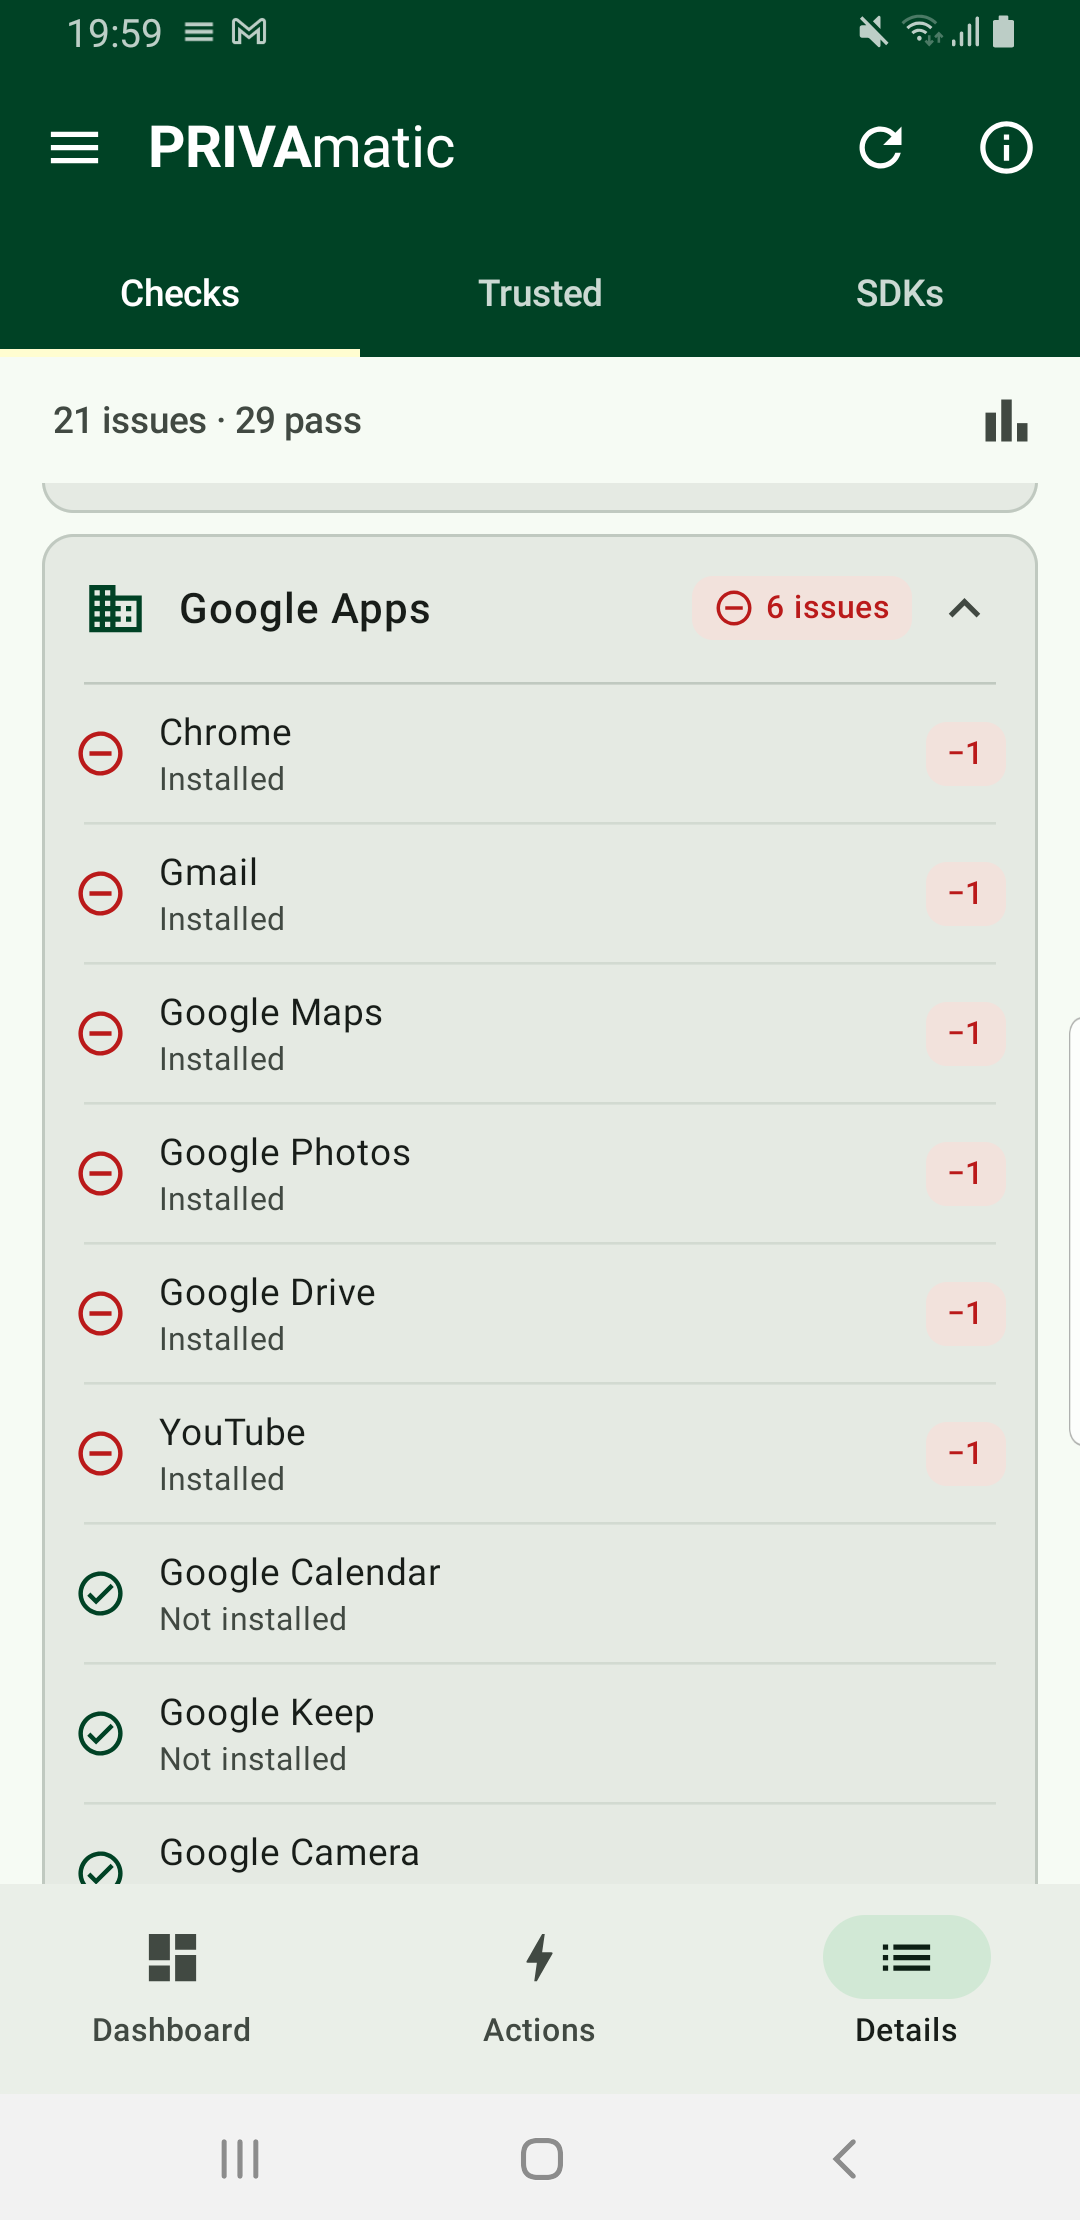 19:59
PRIVAmatic
Checks
Trusted
SDKs
21 issues · 29 pass
Google Apps
6 issues
Chrome
Installed
−1
Gmail
Installed
−1
Google Maps
Installed
−1
Google Photos
Installed
−1
Google Drive
Installed
−1
YouTube
Installed
−1
Google Calendar
Not installed
Google Keep
Not installed
Google Camera
Dashboard
Actions
Details